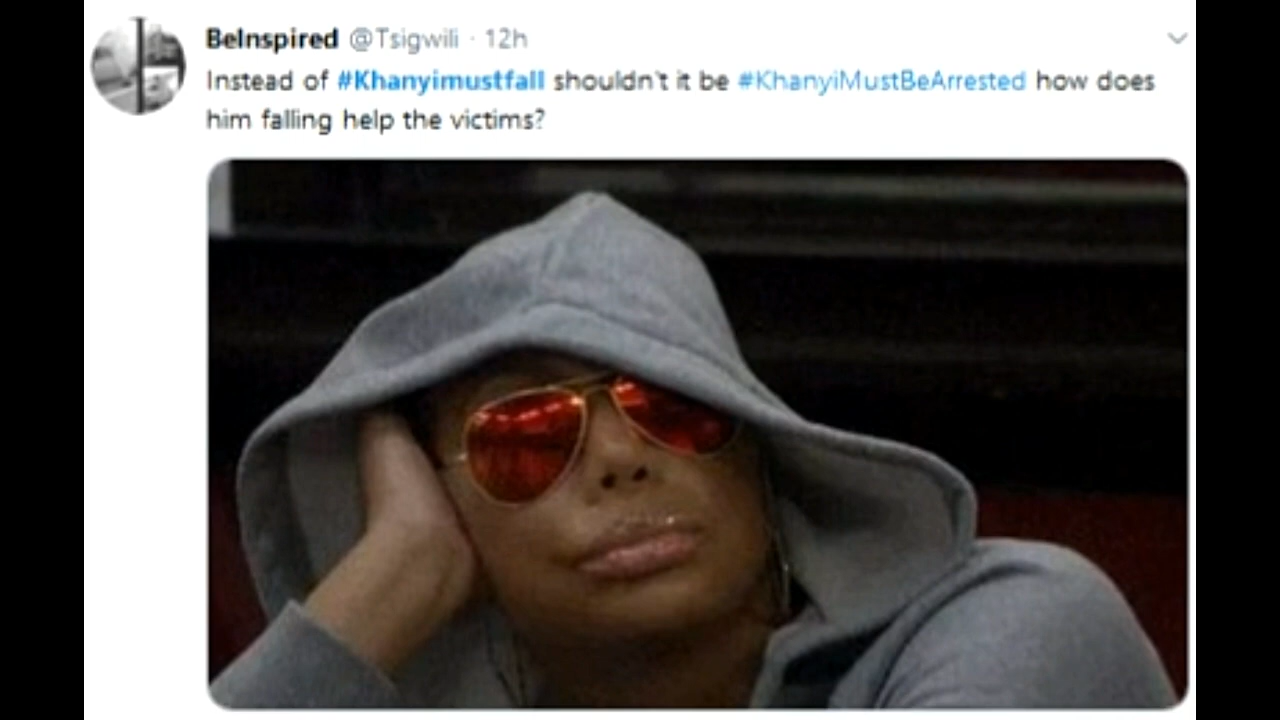 BeInspired @Tsigwili · 12h
Instead of #Khanyimustfall shouldn't it be #KhanyiMustBeArrested how does
him falling help the victims?